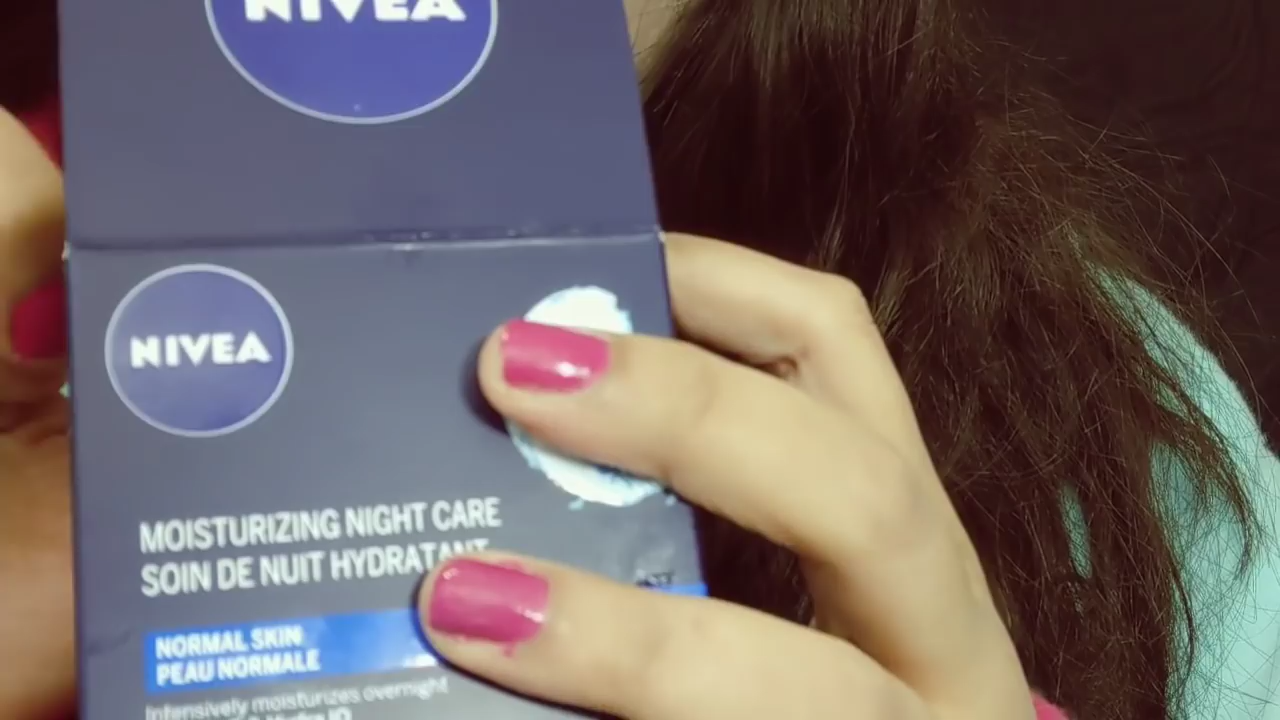 NIVEA
NIVEA
MOISTURIZING NIGHT CARE
SOIN DE NUIT HYDRATANT
NORMAL SKIN
PEAU NORMALE
Intensively moisturizes overnight